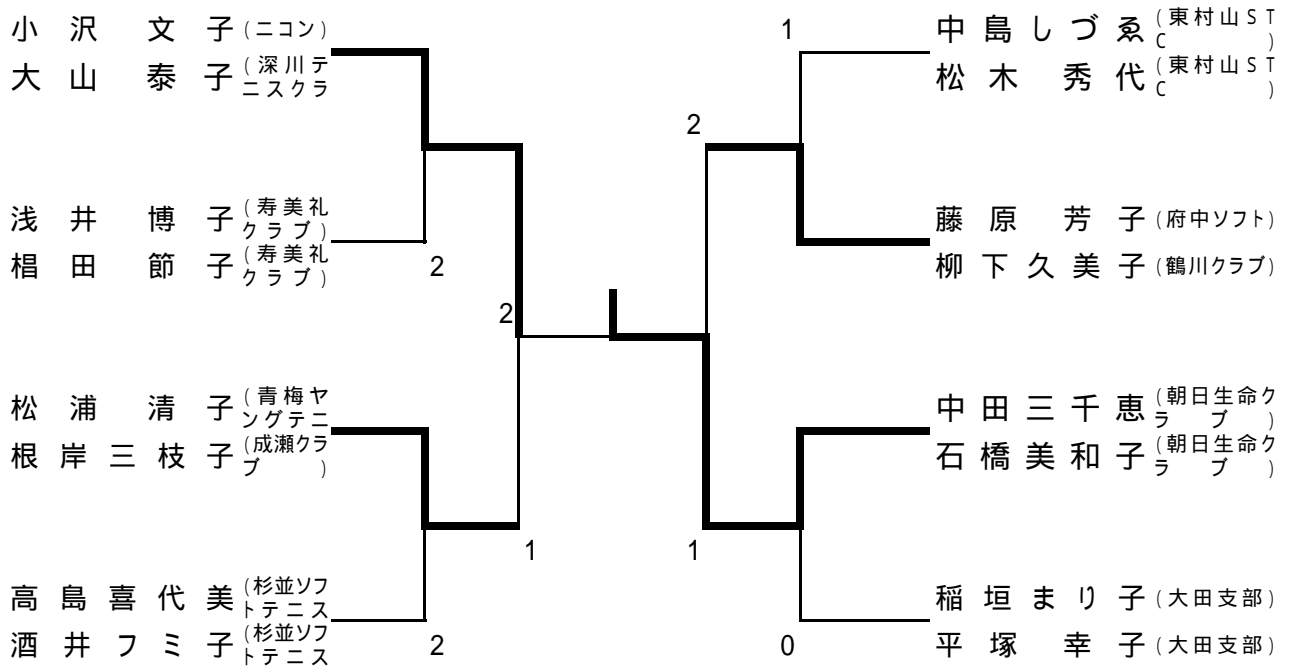 小沢文子(ニコン)
大山泰子(深川テ
ニスクラ
浅井博子(寿美礼
クラブ)
椙田節子(寿美礼
クラブ)
2
2
松浦清子(青梅ヤ
ングテニ
根岸三枝子(成瀬クラ
ブ)
1
高島喜代美(杉並ソフ
トテニス
酒井フミ子(杉並ソフ
トテニス
2
1
中島しづゑ(東村山ST
C)
松木秀代(東村山ST
C)
2
藤原芳子(府中ソフト)
柳下久美子(鶴川クラブ)
中田三千恵(朝日生命ク
ラブ)
石橋美和子(朝日生命ク
ラブ)
1
稲垣まり子(大田支部)
平塚幸子(大田支部)
0